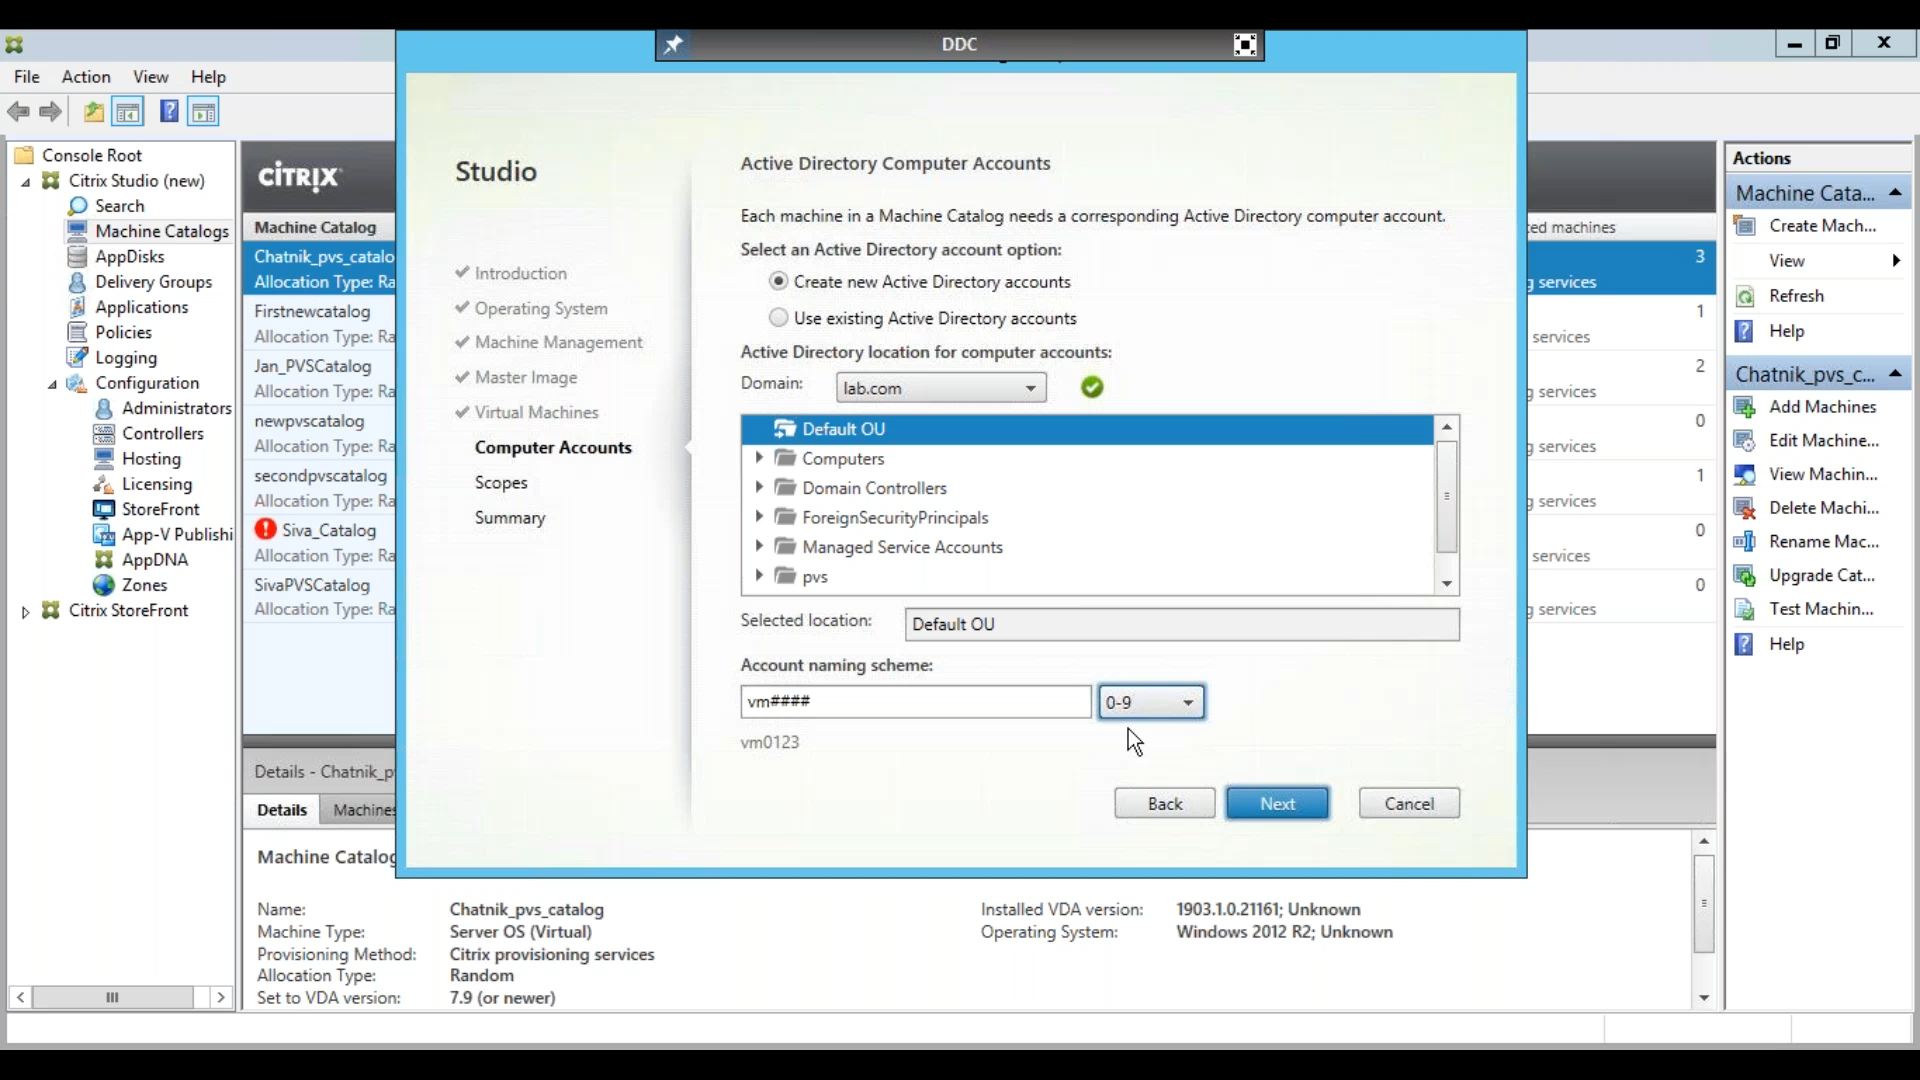 DDC
File Action View Help
Console Root
Citrix Studio (new)
Search
Machine Catalogs
AppDisks
Delivery Groups
Applications
Policies
Logging
Configuration
Administrators
Controllers
Hosting
Licensing
StoreFront
App-V Publishi
AppDNA
Zones
Citrix StoreFront
CİTRIX
Machine Catalog
Chatnik_pvs_catalo
Allocation Type: Ra
Firstnewcatalog
Allocation Type: Ra
Jan_PVSCatalog
Allocation Type: Ra
newpvscatalog
Allocation Type: Ra
secondpvscatalog
Allocation Type: Ra
Siva_Catalog
Allocation Type: Ra
SivaPVSCatalog
Allocation Type: Ra
Studio
Introduction
Operating System
Machine Management
Master Image
Virtual Machines
Computer Accounts
Scopes
Summary
Active Directory Computer Accounts
Each machine in a Machine Catalog needs a corresponding Active Directory computer account.
Select an Active Directory account option:
Create new Active Directory accounts
Use existing Active Directory accounts
Active Directory location for computer accounts:
Domain: lab.com
Default OU
Computers
Domain Controllers
ForeignSecurityPrincipals
Managed Service Accounts
pvs
Selected location: Default OU
Account naming scheme:
vm#### 0-9
vm0123
Back Next Cancel
ted machines
3
g services
1
services
2
g services
0
g services
1
g services
0
services
0
g services
Actions
Machine Cata...
Create Mach...
View
Refresh
Help
Chatnik_pvs_c...
Add Machines
Edit Machine...
View Machin...
Delete Machi...
Rename Mac...
Upgrade Cat...
Test Machin...
Help
Details - Chatnik_p
Details Machines
Machine Catalog
Name: Chatnik_pvs_catalog
Machine Type: Server OS (Virtual)
Provisioning Method: Citrix provisioning services
Allocation Type: Random
Set to VDA version: 7.9 (or newer)
Installed VDA version: 1903.1.0.21161; Unknown
Operating System: Windows 2012 R2; Unknown